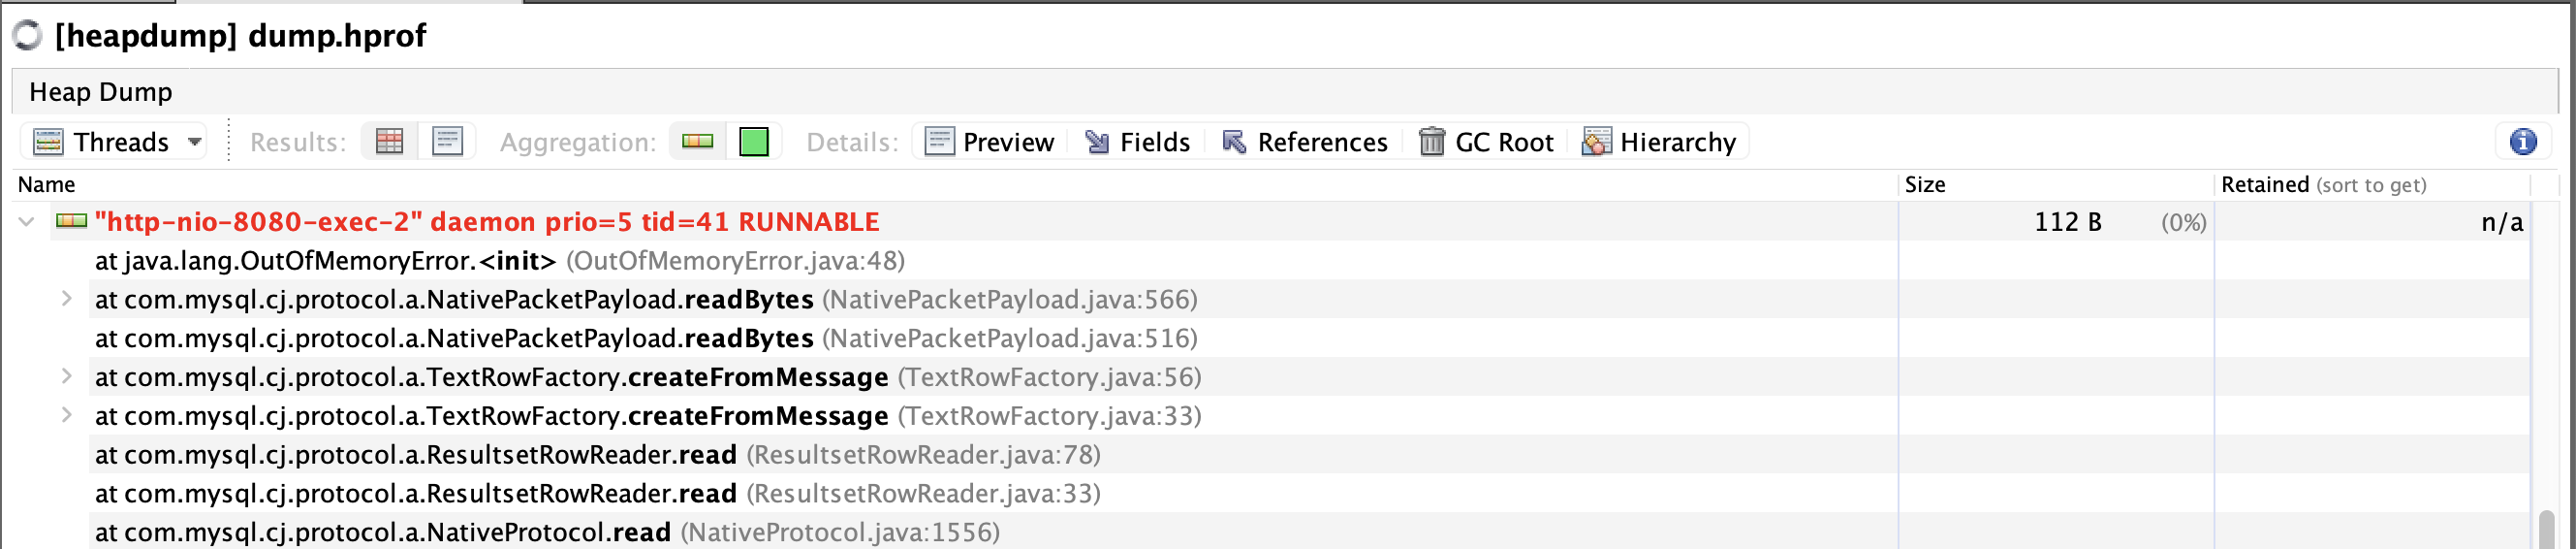 [heapdump] dump.hprof
Heap Dump
Threads Results: Aggregation: Details: Preview Fields References GC Root Hierarchy
Name Size Retained (sort to get)
"http-nio-8080-exec-2" daemon prio=5 tid=41 RUNNABLE 112 B (0%) n/a
at java.lang.OutOfMemoryError.<init> (OutOfMemoryError.java:48)
at com.mysql.cj.protocol.a.NativePacketPayload.readBytes (NativePacketPayload.java:566)
at com.mysql.cj.protocol.a.NativePacketPayload.readBytes (NativePacketPayload.java:516)
at com.mysql.cj.protocol.a.TextRowFactory.createFromMessage (TextRowFactory.java:56)
at com.mysql.cj.protocol.a.TextRowFactory.createFromMessage (TextRowFactory.java:33)
at com.mysql.cj.protocol.a.ResultsetRowReader.read (ResultsetRowReader.java:78)
at com.mysql.cj.protocol.a.ResultsetRowReader.read (ResultsetRowReader.java:33)
at com.mysql.cj.protocol.a.NativeProtocol.read (NativeProtocol.java:1556)